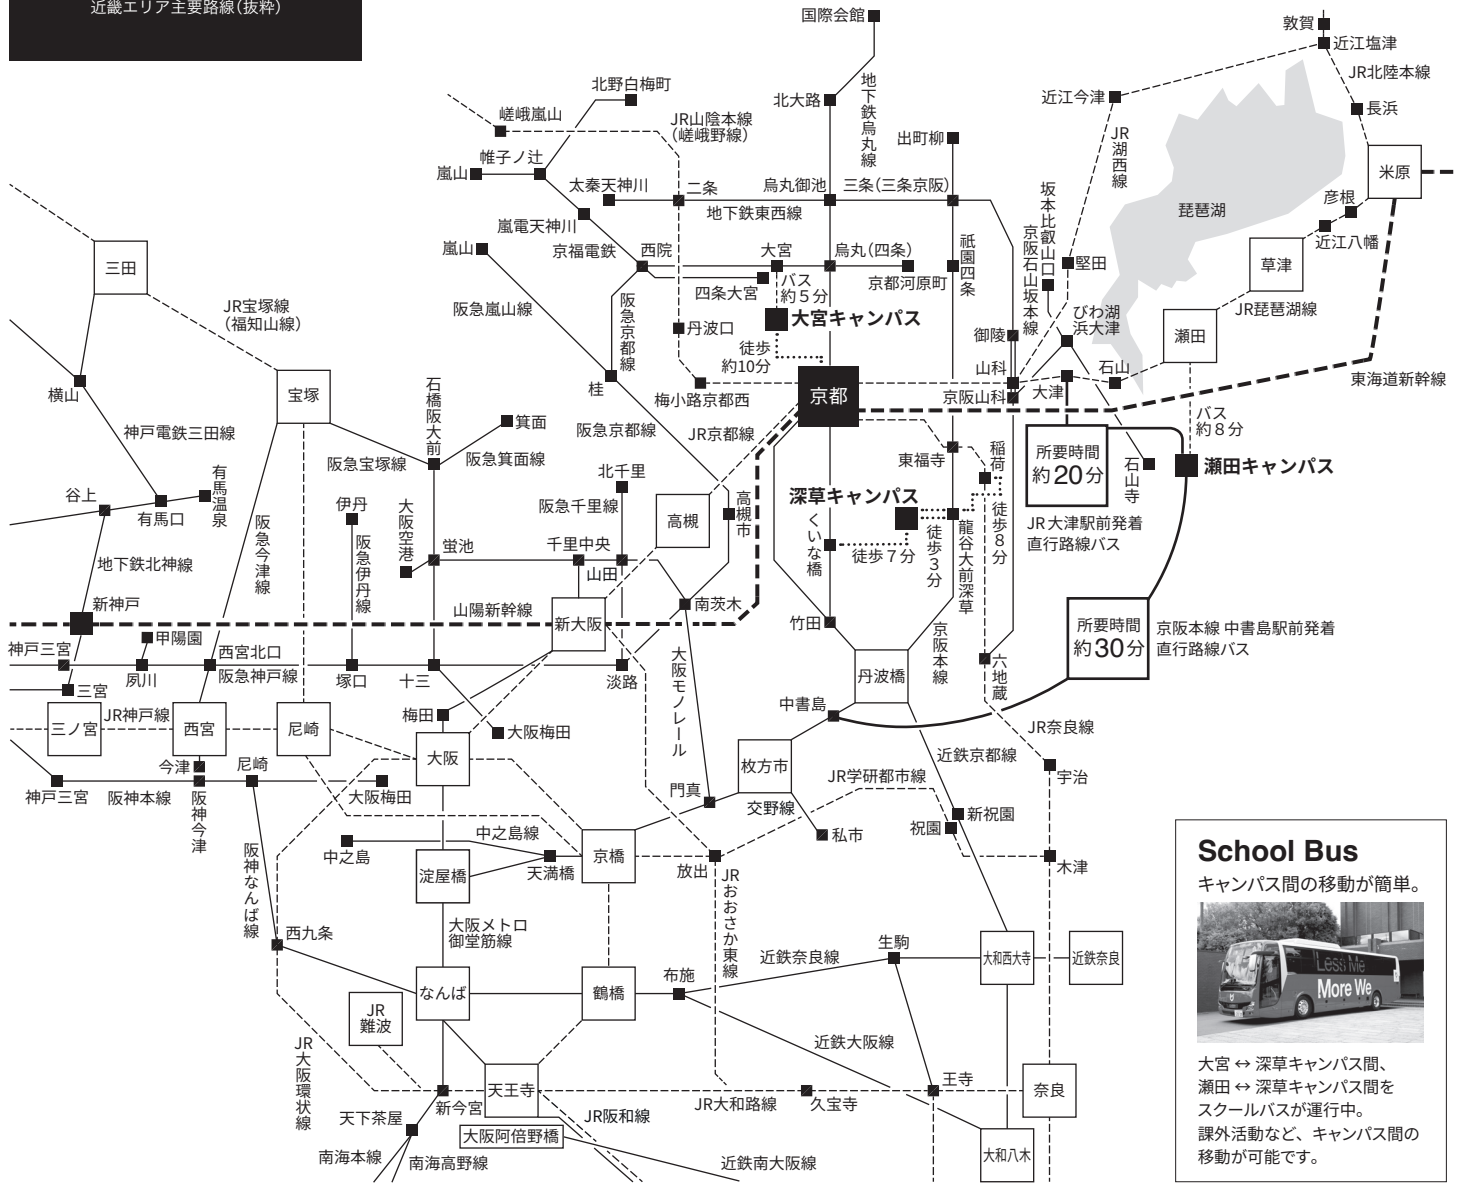 近畿エリア主要路線(抜粋)
国際会館
敦賀
近江塩津
JR北陸本線
北野白梅町
北大路
地下鉄烏丸線
近江今津
長浜
嵯峨嵐山
JR山陰本線
(嵯峨野線)
出町柳
JR湖西線
嵐山
帷子ノ辻
米原
太秦天神川
二条
烏丸御池
三条(三条京阪)
坂本比叡山口
彦根
地下鉄東西線
琵琶湖
嵐電天神川
近江八幡
嵐山
京福電鉄
西院
大宮
烏丸(四条)
祇園四条
京阪石山坂本線
堅田
草津
三田
四条大宮
バス
約5分
京都河原町
JR宝塚線
(福知山線)
阪急嵐山線
阪急京都線
丹波口
大宮キャンパス
びわ湖
浜大津
JR琵琶湖線
御陵
瀬田
徒歩
約10分
山科
石山
東海道新幹線
横山
宝塚
石橋阪大前
桂
梅小路京都西
京都
京阪山科
大津
箕面
阪急京都線
JR京都線
バス
約8分
神戸電鉄三田線
阪急宝塚線
阪急箕面線
東福寺
稲荷
所要時間
約20分
石山寺
瀬田キャンパス
有馬温泉
北千里
谷上
有馬口
伊丹
大阪空港
阪急千里線
高槻
高槻市
深草キャンパス
くいな橋
徒歩7分
徒歩3分
龍谷大前深草
徒歩8分
JR大津駅前発着
直行路線バス
地下鉄北神線
阪急今津線
阪急伊丹線
蛍池
千里中央
山田
新神戸
山陽新幹線
新大阪
南茨木
竹田
京阪本線
所要時間
約30分
京阪本線 中書島駅前発着
直行路線バス
神戸三宮
甲陽園
西宮北口
夙川
阪急神戸線
塚口
十三
淡路
大阪モノレール
丹波橋
六地蔵
三宮
JR神戸線
三ノ宮
西宮
尼崎
梅田
大阪梅田
中書島
JR奈良線
大阪
近鉄京都線
今津
尼崎
枚方市
JR学研都市線
宇治
神戸三宮
阪神本線
阪神今津
大阪梅田
門真
交野線
新祝園
中之島線
私市
祝園
中之島
淀屋橋
天満橋
京橋
放出
木津
阪神なんば線
JRおおさか東線
大阪メトロ
御堂筋線
西九条
近鉄奈良線
生駒
大和西大寺
近鉄奈良
なんば
鶴橋
布施
JR
難波
JR大阪環状線
近鉄大阪線
天下茶屋
新今宮
天王寺
JR阪和線
JR大和路線
久宝寺
王寺
奈良
大阪阿倍野橋
南海本線
南海高野線
近鉄南大阪線
大和八木
School Bus
キャンパス間の移動が簡単。
Less Me
More We
大宮 ↔ 深草キャンパス間、
瀬田 ↔ 深草キャンパス間を
スクールバスが運行中。
課外活動など、キャンパス間の
移動が可能です。